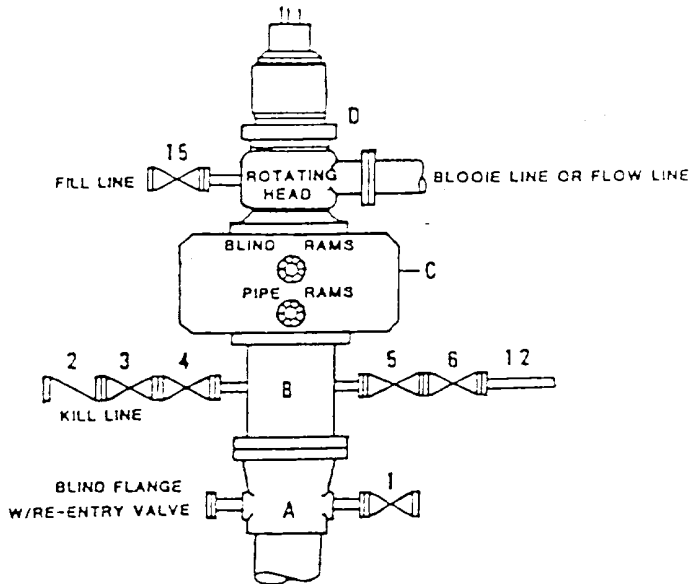 D
15
FILL LINE
ROTATING
HEAD
BLOOIE LINE OR FLOW LINE
BLIND RAMS
PIPE RAMS
C
2
3
4
KILL LINE
B
5
6
12
BLIND FLANGE
W/RE-ENTRY VALVE
A
1